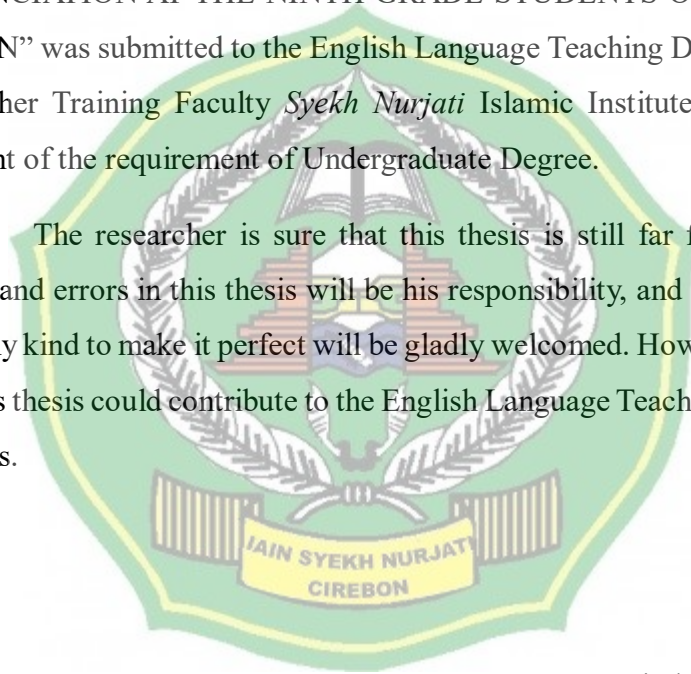 NCIATION AT THE NINTH GRADE STUDENTS O
N” was submitted to the English Language Teaching D
her Training Faculty Syekh Nurjati Islamic Institute
nt of the requirement of Undergraduate Degree.
The researcher is sure that this thesis is still far f
and errors in this thesis will be his responsibility, and
y kind to make it perfect will be gladly welcomed. How
s thesis could contribute to the English Language Teach
s.
IAIN SYEKH NURJATI
CIREBON